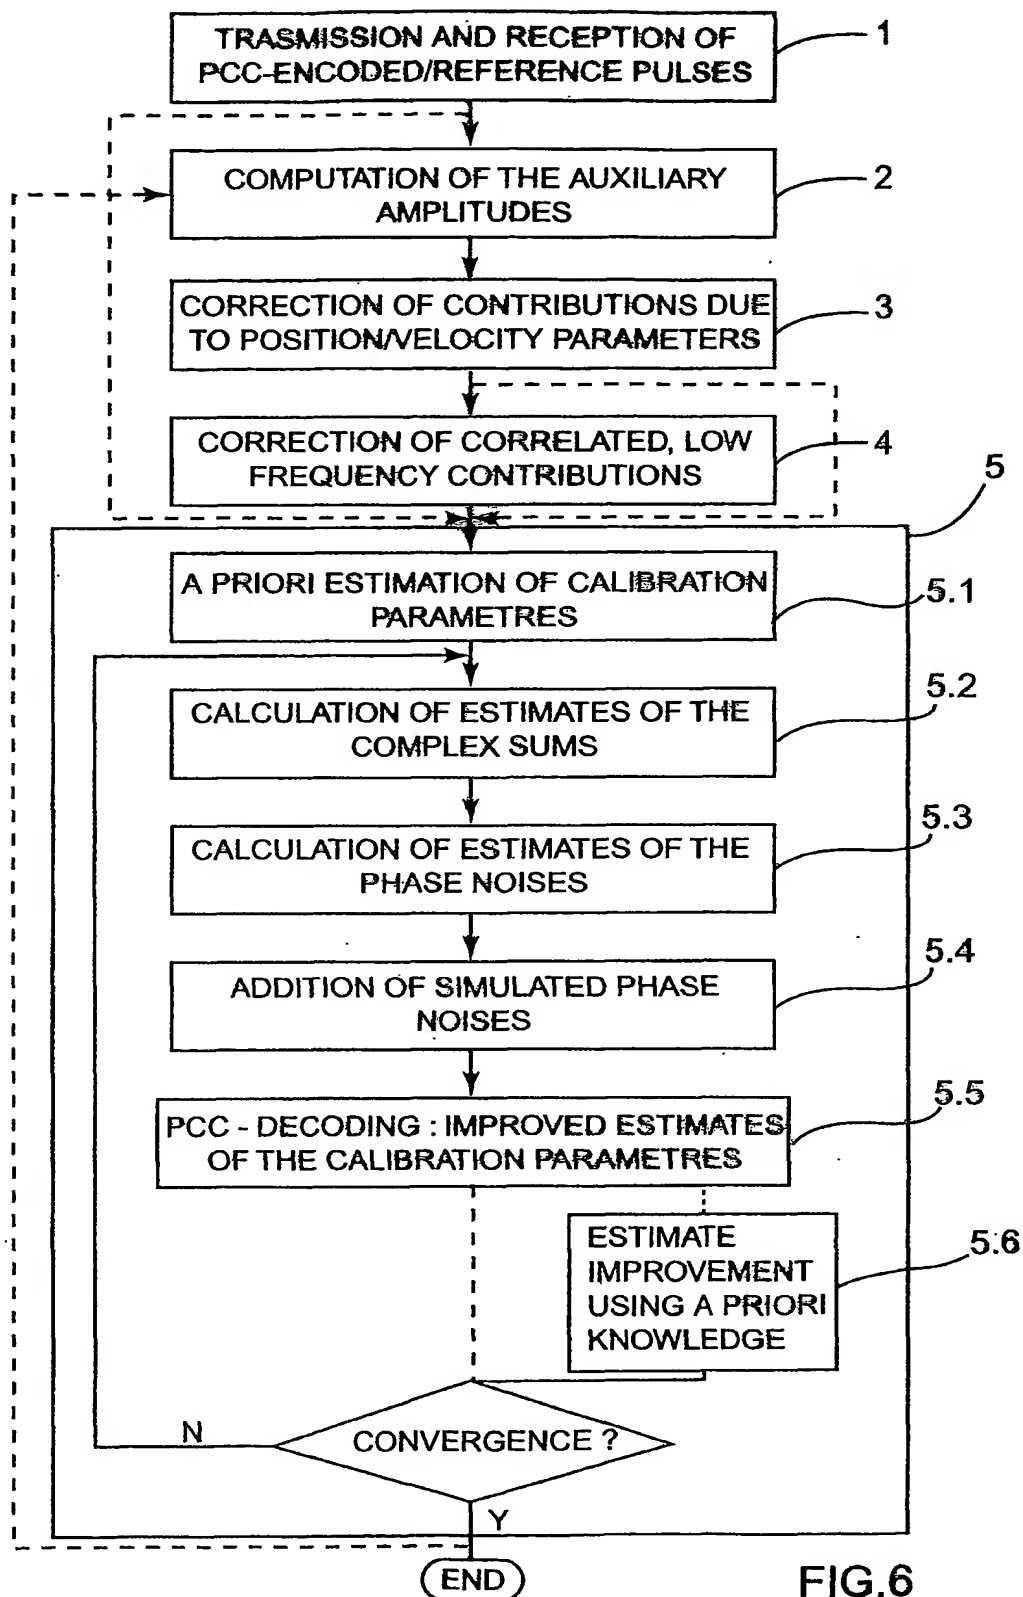 TRASMISSION AND RECEPTION OF
PCC-ENCODED/REFERENCE PULSES
1
COMPUTATION OF THE AUXILIARY
AMPLITUDES
2
CORRECTION OF CONTRIBUTIONS DUE
TO POSITION/VELOCITY PARAMETERS
3
CORRECTION OF CORRELATED, LOW
FREQUENCY CONTRIBUTIONS
4
5
A PRIORI ESTIMATION OF CALIBRATION
PARAMETRES
5.1
CALCULATION OF ESTIMATES OF THE
COMPLEX SUMS
5.2
CALCULATION OF ESTIMATES OF THE
PHASE NOISES
5.3
ADDITION OF SIMULATED PHASE
NOISES
5.4
PCC - DECODING : IMPROVED ESTIMATES
OF THE CALIBRATION PARAMETRES
5.5
ESTIMATE
IMPROVEMENT
USING A PRIORI
KNOWLEDGE
5.6
N
CONVERGENCE ?
Y
END
FIG.6